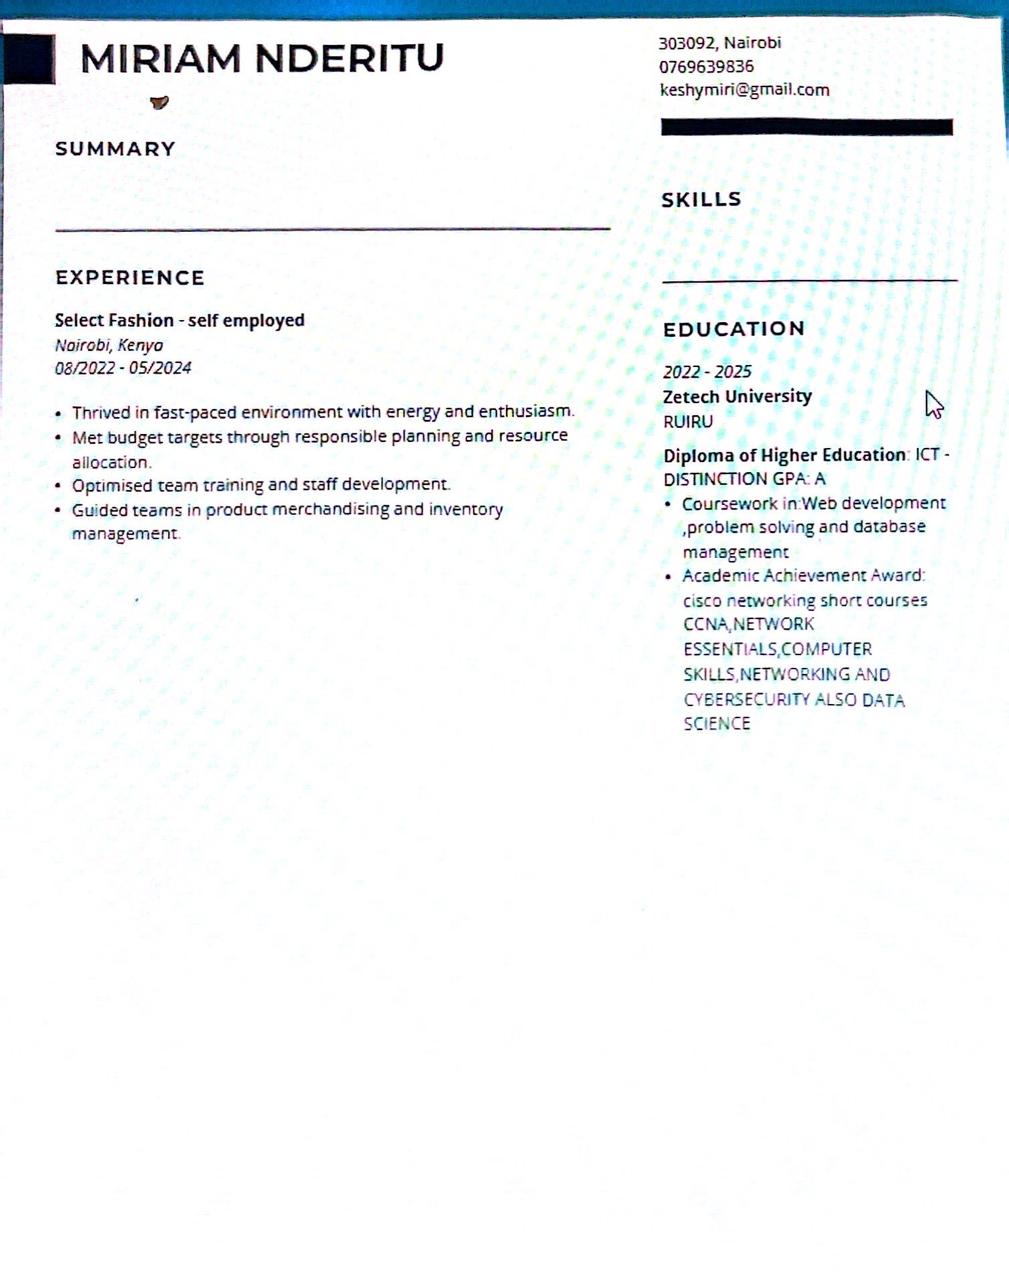 MIRIAM NDERITU
303092, Nairobi
0769639836
keshymiri@gmail.com
SUMMARY
EXPERIENCE
Select Fashion - self employed
Nairobi, Kenya
08/2022 - 05/2024
• Thrived in fast-paced environment with energy and enthusiasm.
• Met budget targets through responsible planning and resource
allocation.
• Optimised team training and staff development.
• Guided teams in product merchandising and inventory
management.
SKILLS
EDUCATION
2022 - 2025
Zetech University
RUIRU
Diploma of Higher Education: ICT -
DISTINCTION GPA: A
• Coursework in:Web development
,problem solving and database
management
• Academic Achievement Award:
cisco networking short courses
CCNA,NETWORK
ESSENTIALS,COMPUTER
SKILLS,NETWORKING AND
CYBERSECURITY ALSO DATA
SCIENCE